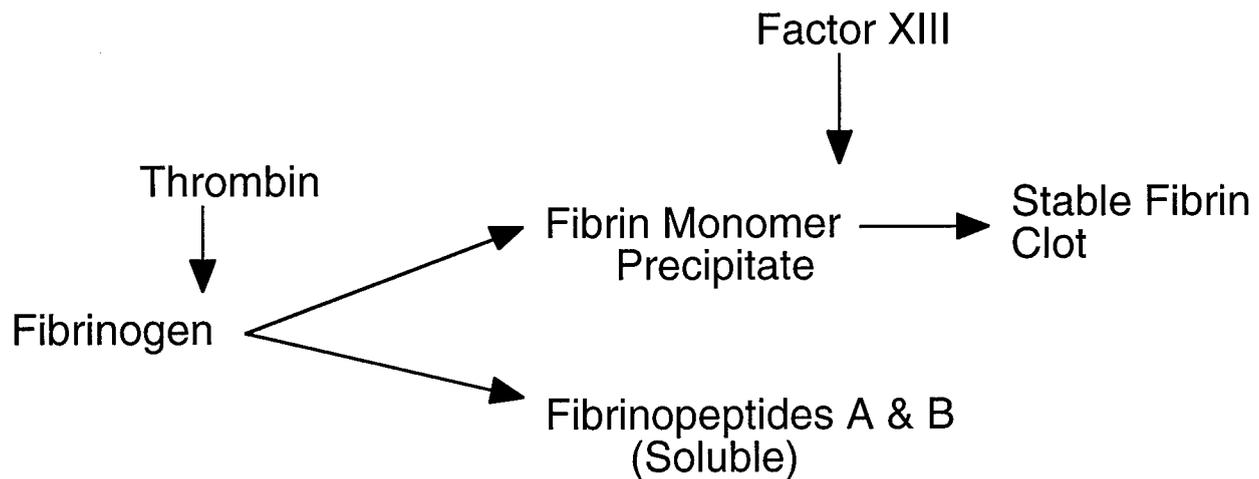 Factor XIII
Thrombin
Fibrin Monomer
Precipitate
Stable Fibrin
Clot
Fibrinogen
Fibrinopeptides A & B
(Soluble)